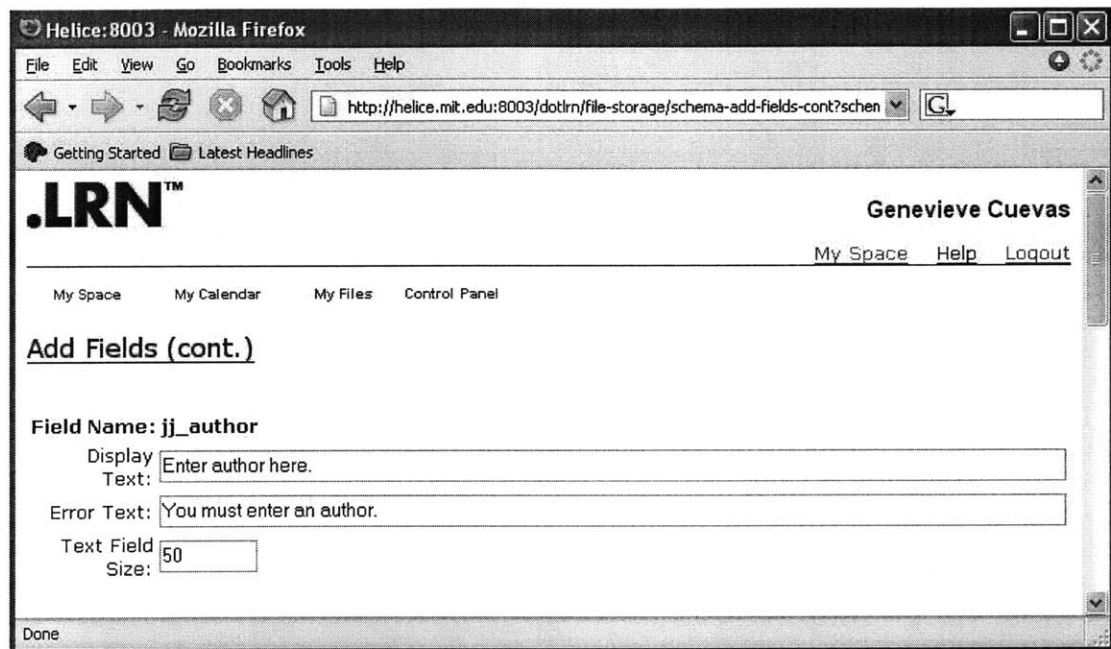 Helice:8003 - Mozilla Firefox
File Edit View Go Bookmarks Tools Help
http://helice.mit.edu:8003/dotlrn/file-storage/schema-add-fields-cont?schen
G
Getting Started Latest Headlines
.LRN™
Genevieve Cuevas
My Space Help Logout
My Space My Calendar My Files Control Panel
Add Fields (cont.)
Field Name: jj_author
Display Text: Enter author here.
Error Text: You must enter an author.
Text Field Size: 50
Done